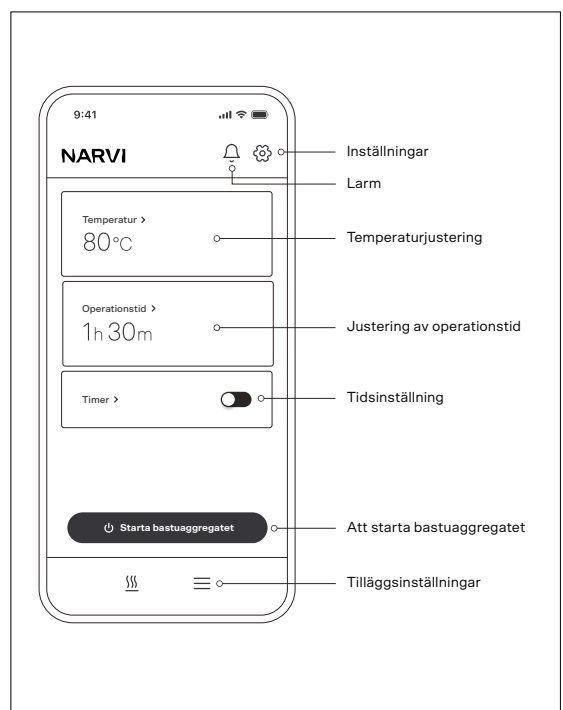 9:41
NARVI
Inställningar
Larm
Temperatur >
80°C
Temperaturjustering
Operationstid >
1h 30m
Justering av operationstid
Timer >
Tidsinställning
Starta bastuaggregatet
Att starta bastuaggregatet
Tilläggsinställningar